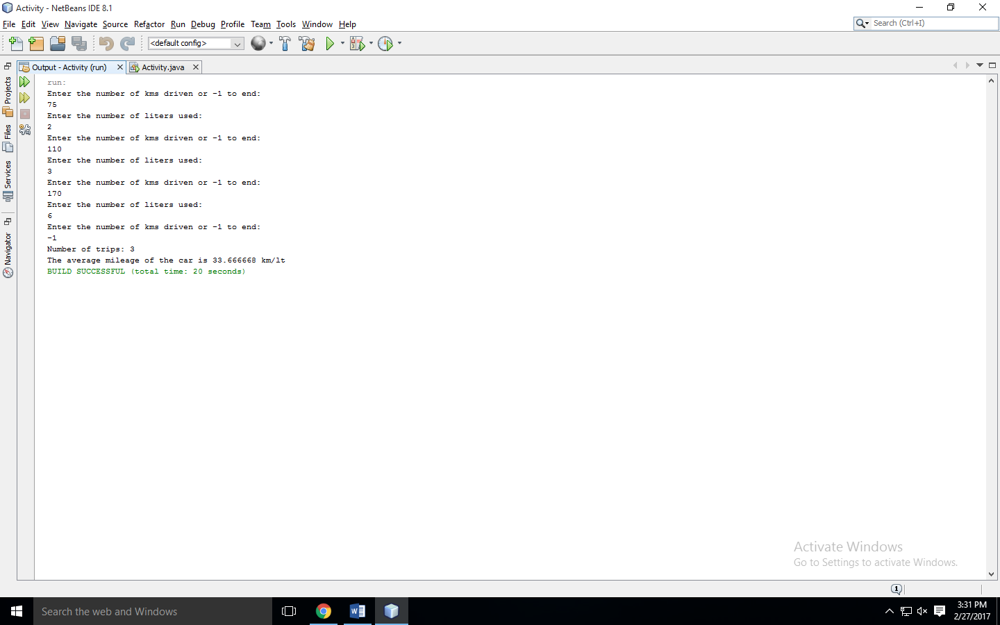 Activity - NetBeans IDE 8.1
File Edit View Navigate Source Refactor Run Debug Profile Team Tools Window Help
Search (Ctrl+I)
<default config>
Output - Activity (run)
Activity.java
Projects
Files
Services
Navigator
run:
Enter the number of kms driven or -1 to end:
75
Enter the number of liters used:
2
Enter the number of kms driven or -1 to end:
110
Enter the number of liters used:
3
Enter the number of kms driven or -1 to end:
170
Enter the number of liters used:
6
Enter the number of kms driven or -1 to end:
-1
Number of trips: 3
The average mileage of the car is 33.666668 km/lt
BUILD SUCCESSFUL (total time: 20 seconds)
Activate Windows
Go to Settings to activate Windows.
1
Search the web and Windows
3:31 PM
2/27/2017